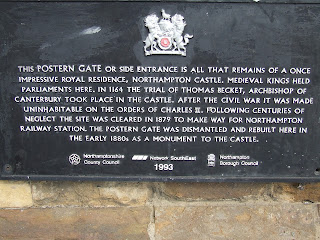 THIS POSTERN GATE OR SIDE ENTRANCE IS ALL THAT REMAINS OF A ONCE
IMPRESSIVE ROYAL RESIDENCE, NORTHAMPTON CASTLE. MEDIEVAL KINGS HELD
PARLIAMENTS HERE. IN 1164 THE TRIAL OF THOMAS BECKET, ARCHBISHOP OF
CANTERBURY TOOK PLACE IN THE CASTLE. AFTER THE CIVIL WAR IT WAS MADE
UNINHABITABLE ON THE ORDERS OF CHARLES II. FOLLOWING CENTURIES OF
NEGLECT THE SITE WAS CLEARED IN 1879 TO MAKE WAY FOR NORTHAMPTON
RAILWAY STATION. THE POSTERN GATE WAS DISMANTLED AND REBUILT HERE IN
THE EARLY 1880s AS A MONUMENT TO THE CASTLE.
Northamptonshire County Council
Network SouthEast
Northampton Borough Council
1993